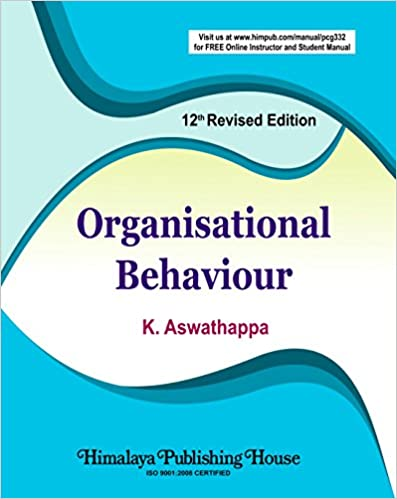 Visit us at www.himpub.com/manual/pcg332
for FREE Online Instructor and Student Manual
12th Revised Edition
Organisational
Behaviour
K. Aswathappa
Himalaya Publishing House
ISO 9001:2008 CERTIFIED